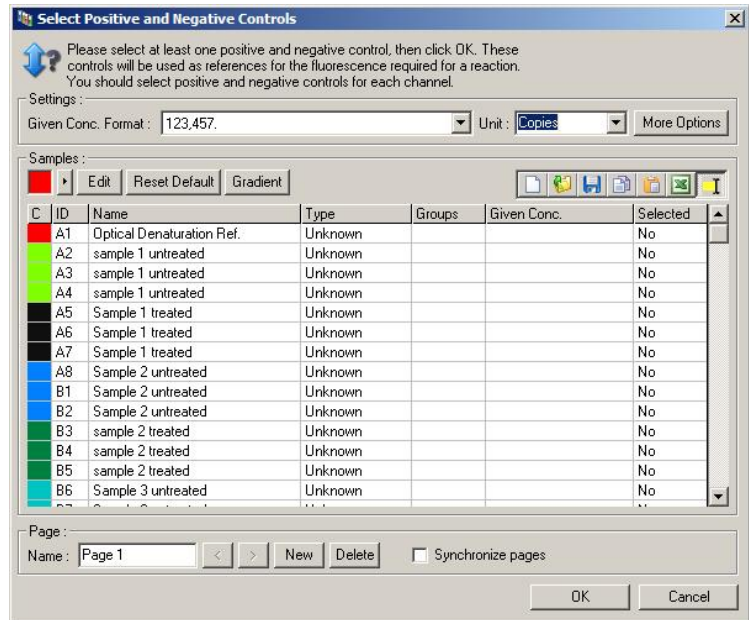 Select Positive and Negative Controls
Please select at least one positive and negative control, then click OK. These
controls will be used as references for the fluorescence required for a reaction.
You should select positive and negative controls for each channel.
Settings :
Given Conc. Format : 123,457. Unit : Copies More Options
Samples :
Edit Reset Default Gradient
C ID Name Type Groups Given Conc. Selected
A1 Optical Denaturation Ref. Unknown No
A2 sample 1 untreated Unknown No
A3 sample 1 untreated Unknown No
A4 sample 1 untreated Unknown No
A5 Sample 1 treated Unknown No
A6 Sample 1 treated Unknown No
A7 Sample 1 treated Unknown No
A8 Sample 2 untreated Unknown No
B1 Sample 2 untreated Unknown No
B2 Sample 2 untreated Unknown No
B3 sample 2 treated Unknown No
B4 sample 2 treated Unknown No
B5 sample 2 treated Unknown No
B6 Sample 3 untreated Unknown No
Page :
Name : Page 1 < > New Delete Synchronize pages
OK Cancel